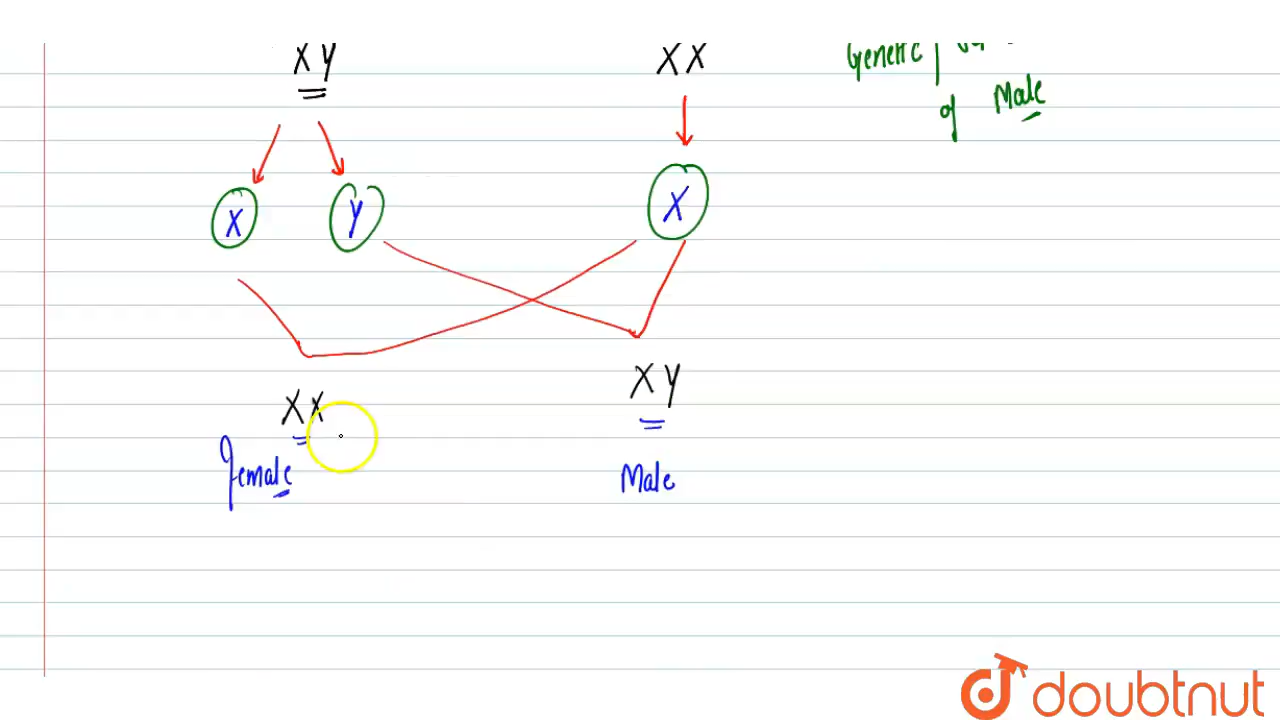 XY XX
Genetic
of Male
X Y X
XX XY
Female Male
doubtnut